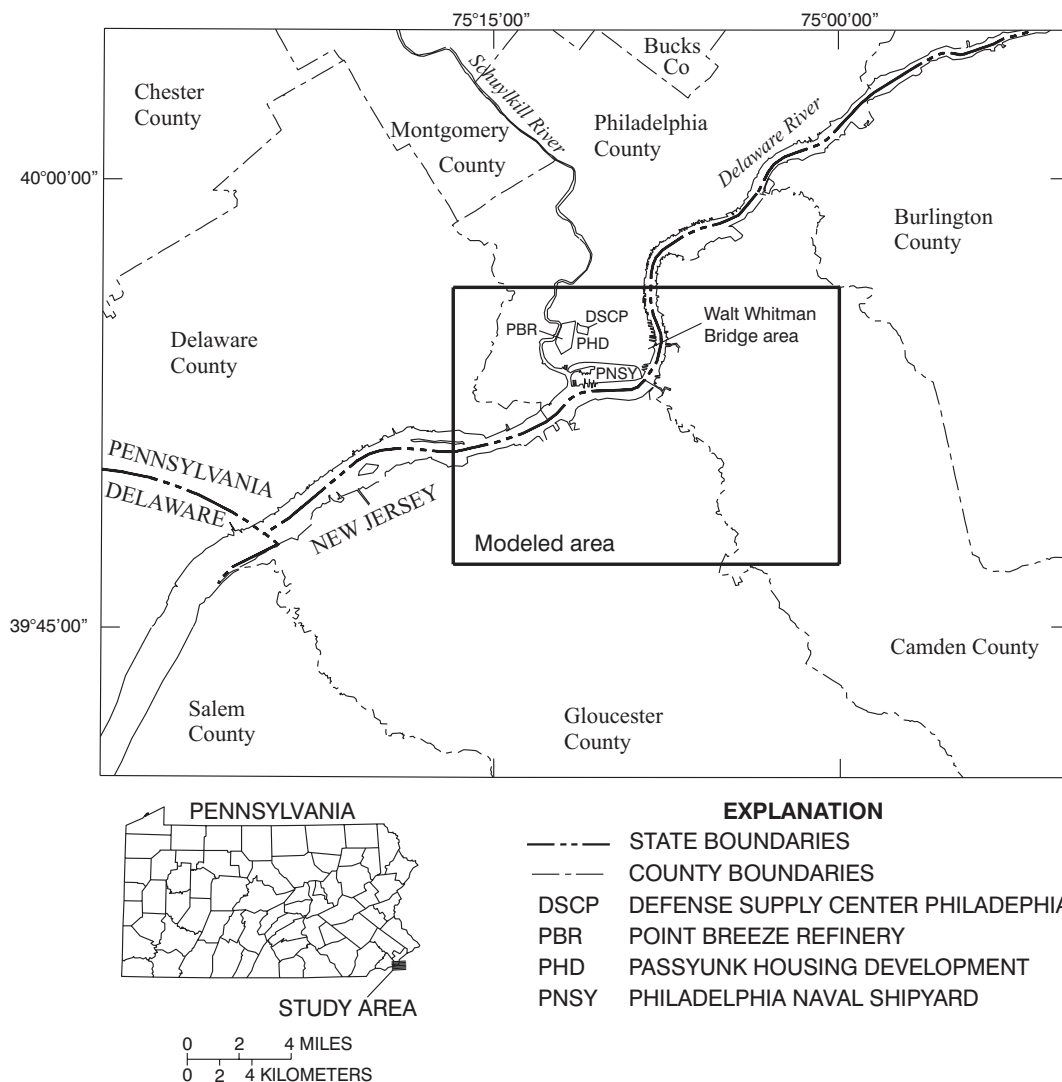 75°15'00”
75°00'00”
Bucks
Co
Chester
County
Schuylkill River
Montgomery
County
Philadelphia
County
Delaware River
40°00'00”
Burlington
County
DSCP
PBR
PHD
Walt Whitman
Bridge area
Delaware
County
PNSY
PENNSYLVANIA
DELAWARE
NEW JERSEY
Modeled area
39°45'00”
Camden County
Salem
County
Gloucester
County
PENNSYLVANIA
STUDY AREA
0 2 4 MILES
0 2 4 KILOMETERS
EXPLANATION
STATE BOUNDARIES
COUNTY BOUNDARIES
DSCP DEFENSE SUPPLY CENTER PHILADEPHIA
PBR POINT BREEZE REFINERY
PHD PASSYUNK HOUSING DEVELOPMENT
PNSY PHILADELPHIA NAVAL SHIPYARD